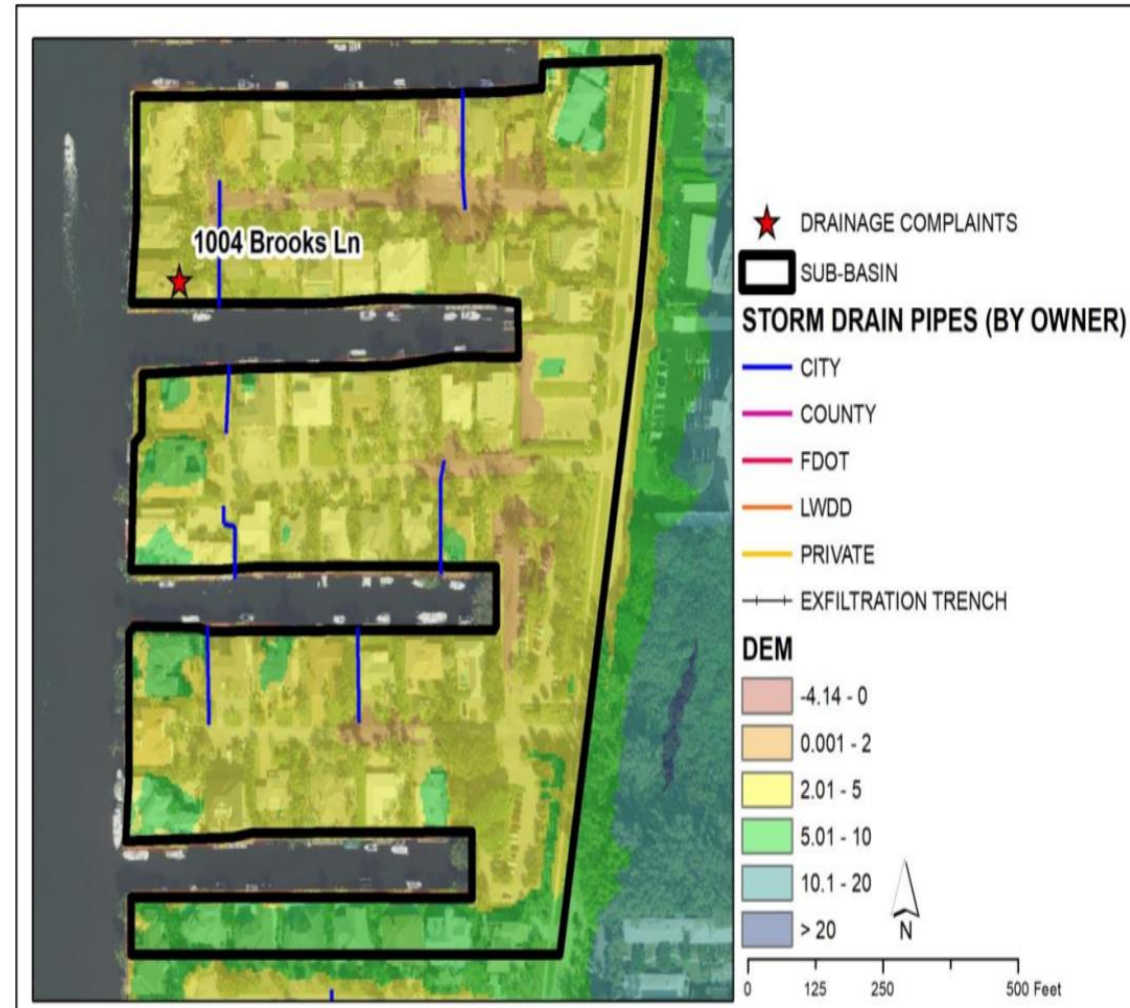 1004 Brooks Ln
DRAINAGE COMPLAINTS
SUB-BASIN
STORM DRAIN PIPES (BY OWNER)
CITY
COUNTY
FDOT
LWDD
PRIVATE
EXFILTRATION TRENCH
DEM
-4.14 - 0
0.001 - 2
2.01 - 5
5.01 - 10
10.1 - 20
> 20
N
0 125 250 500 Feet